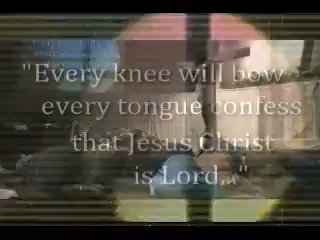 "Every knee will bow
every tongue confess
that Jesus Christ
is Lord,."